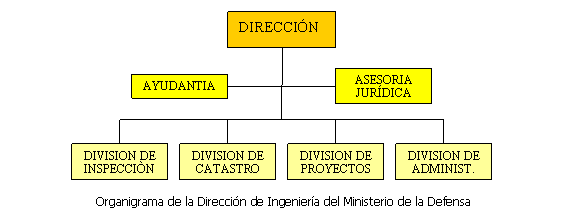 DIRECCIÓN
AYUDANTIA
ASESORIA
JURÍDICA
DIVISION DE
INSPECCIÒN
DIVISION DE
CATASTRO
DIVISION DE
PROYECTOS
DIVISION DE
ADMINIST.
Organigrama de la Dirección de Ingeniería del Ministerio de la Defensa